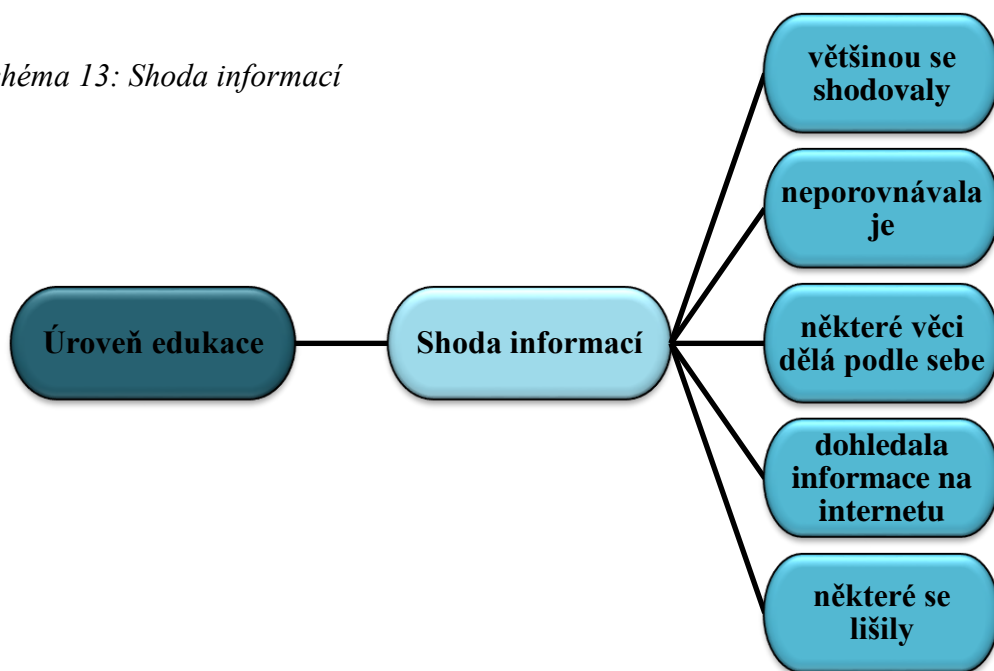 héma 13: Shoda informací
Úroveň edukace
Shoda informací
většinou se
shodovaly
neporovnávala
je
některé věci
dělá podle sebe
dohledala
informace na
internetu
některé se
lišily